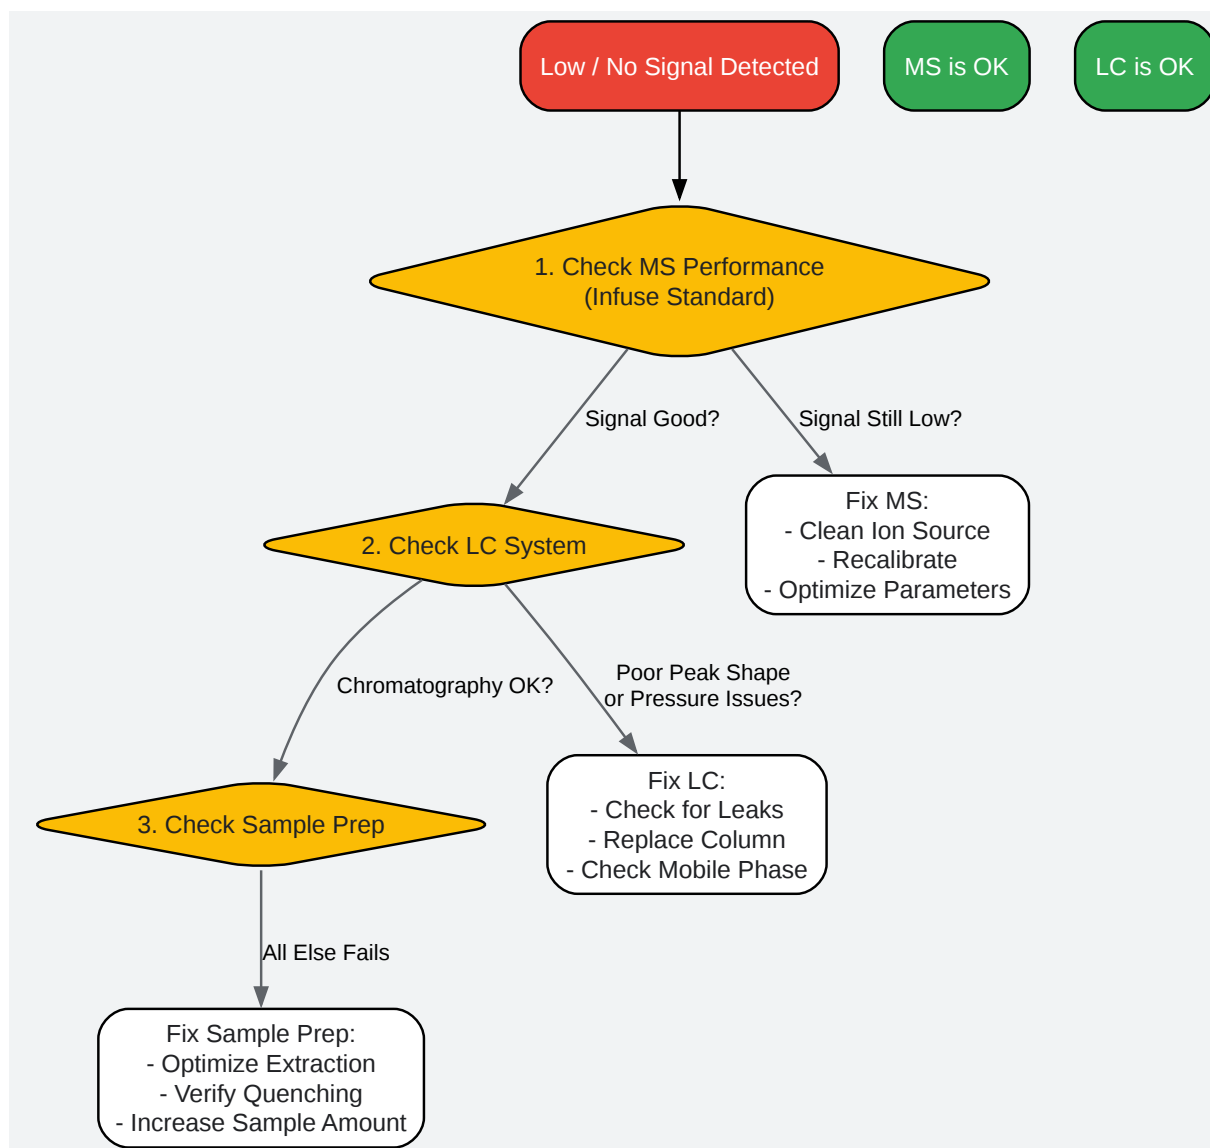 Low / No Signal Detected
MS is OK
LC is OK
1. Check MS Performance
(Infuse Standard)
Signal Good?
Signal Still Low?
Fix MS:
- Clean Ion Source
- Recalibrate
- Optimize Parameters
2. Check LC System
Chromatography OK?
Poor Peak Shape
or Pressure Issues?
Fix LC:
- Check for Leaks
- Replace Column
- Check Mobile Phase
3. Check Sample Prep
All Else Fails
Fix Sample Prep:
- Optimize Extraction
- Verify Quenching
- Increase Sample Amount